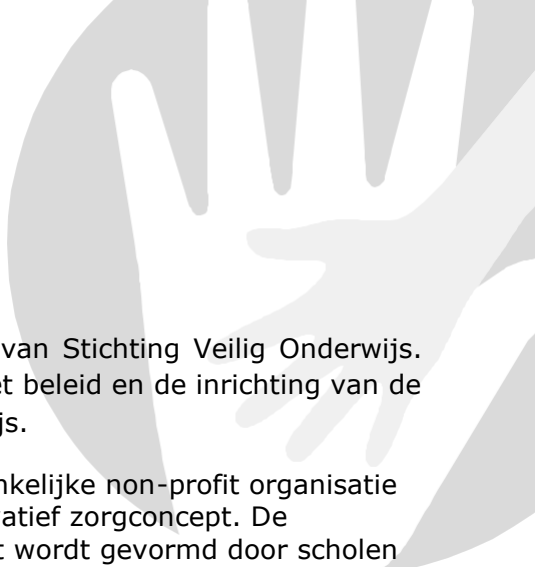 van Stichting Veilig Onderwijs.
et beleid en de inrichting van de
js.
nkelijke non-profit organisatie
atief zorgconcept. De
t wordt gevormd door scholen